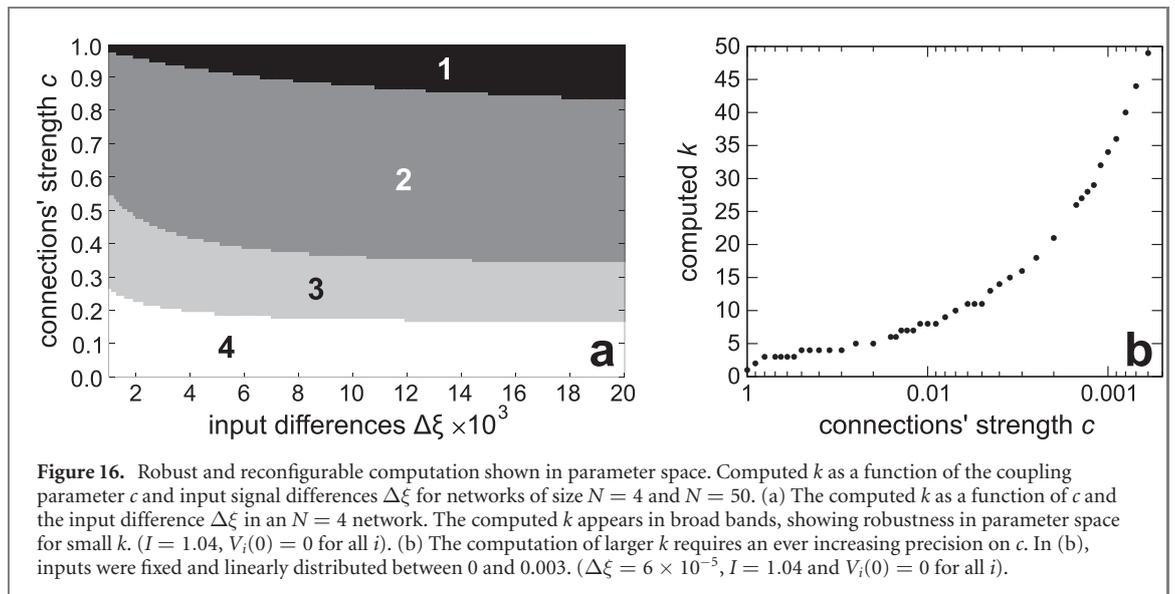 1.0
0.9
0.8
0.7
0.6
0.5
0.4
0.3
0.2
0.1
0.0
connections' strength c
1
2
3
4
a
2 4 6 8 10 12 14 16 18 20
input differences Δξ ×10³
50
45
40
35
30
25
20
15
10
5
0
computed k
b
1 0.01 0.001
connections' strength c
Figure 16. Robust and reconfigurable computation shown in parameter space. Computed k as a function of the coupling
parameter c and input signal differences Δξ for networks of size N = 4 and N = 50. (a) The computed k as a function of c and
the input difference Δξ in an N = 4 network. The computed k appears in broad bands, showing robustness in parameter space
for small k. (I = 1.04, Vᵢ(0) = 0 for all i). (b) The computation of larger k requires an ever increasing precision on c. In (b),
inputs were fixed and linearly distributed between 0 and 0.003. (Δξ = 6 × 10⁻⁵, I = 1.04 and Vᵢ(0) = 0 for all i).